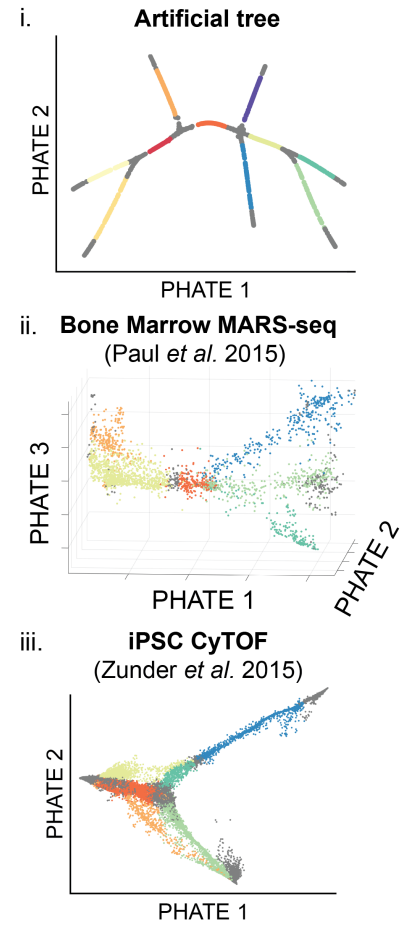 i. Artificial tree
PHATE 2
PHATE 1
ii. Bone Marrow MARS-seq
(Paul et al. 2015)
PHATE 3
PHATE 1
PHATE 2
iii. iPSC CyTOF
(Zunder et al. 2015)
PHATE 2
PHATE 1